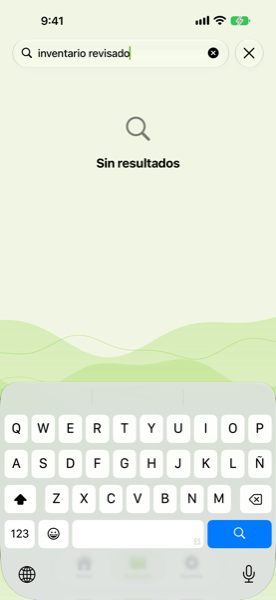 9:41
inventario revisado
Sin resultados
Q W E R T Y U I O P
A S D F G H J K L Ñ
Z X C V B N M
123